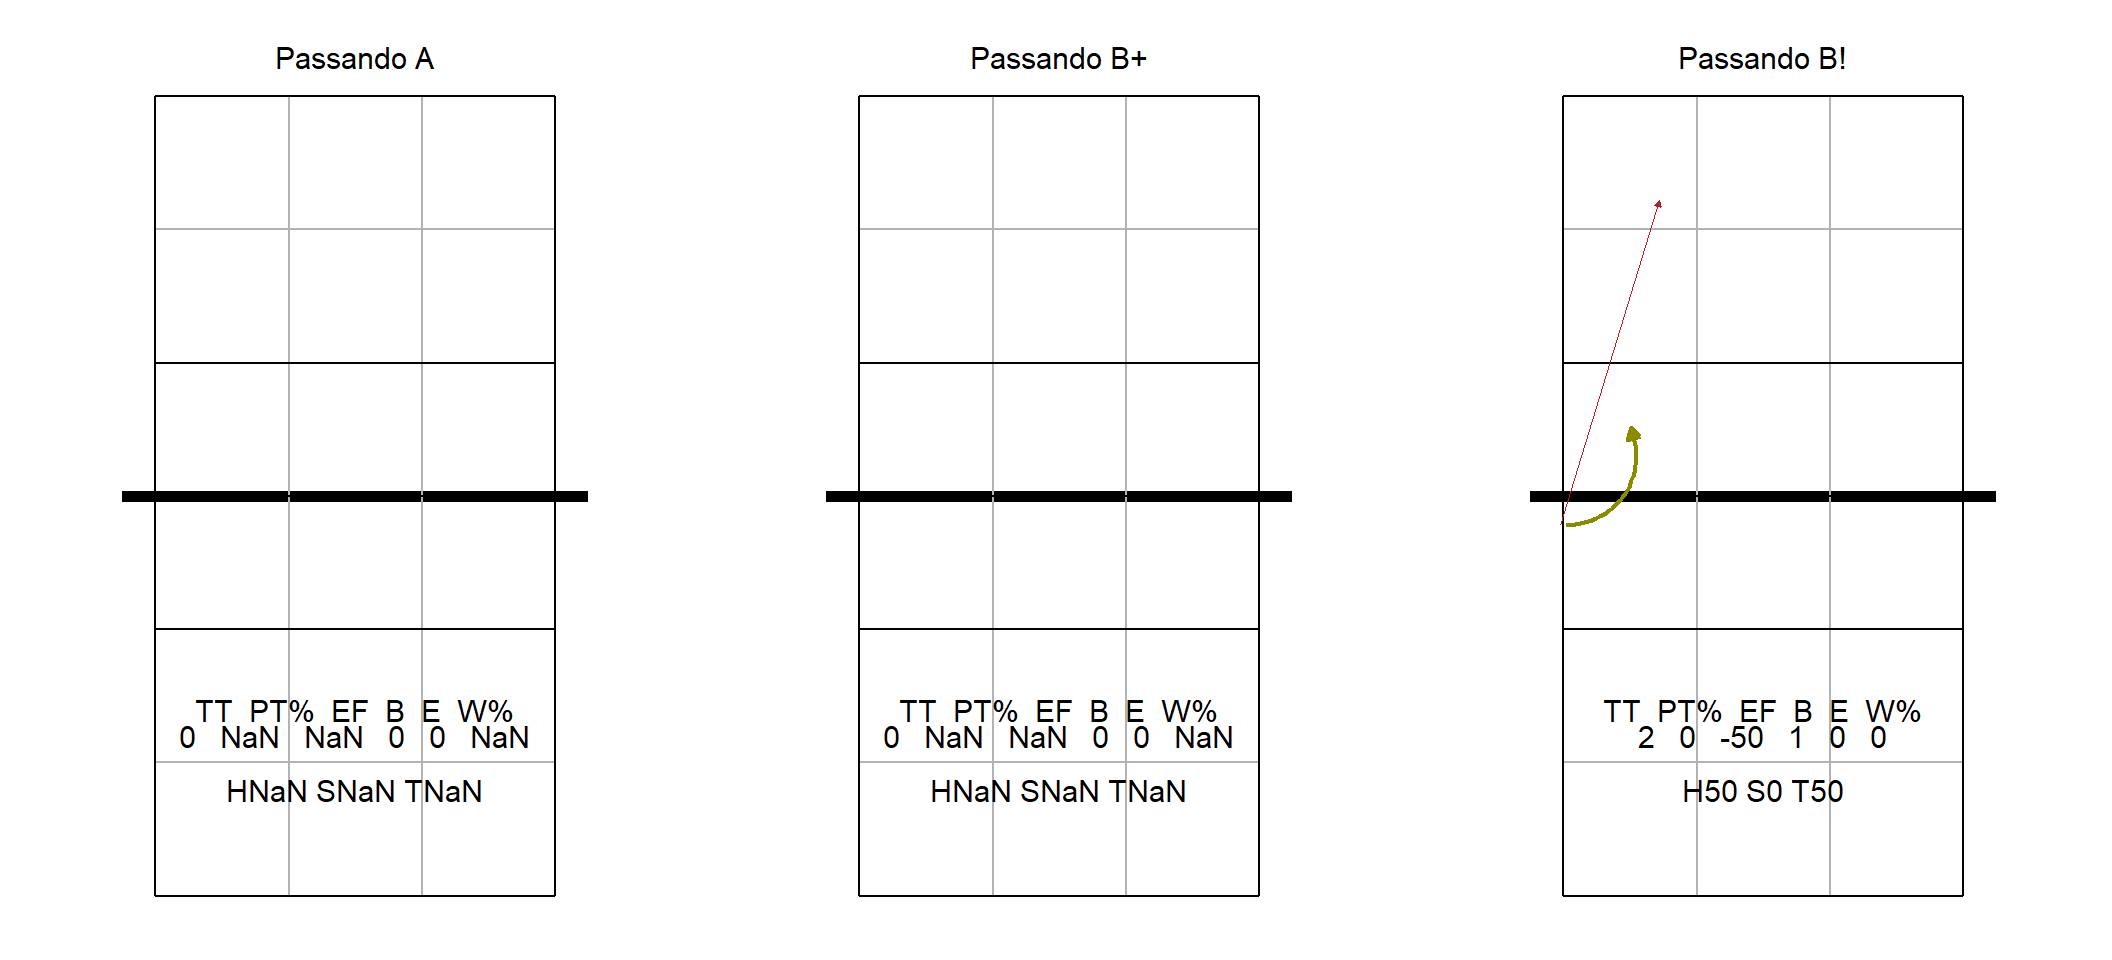 Passando A
TT PT% EF B E W%
0 NaN NaN 0 0 NaN
HNaN SNaN TNaN
Passando B+
TT PT% EF B E W%
0 NaN NaN 0 0 NaN
HNaN SNaN TNaN
Passando B!
TT PT% EF B E W%
2 0 -50 1 0 0
H50 S0 T50